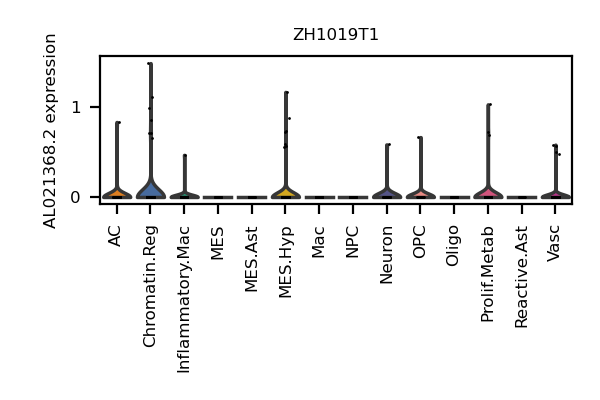 ZH1019T1
AL021368.2 expression
1
0
AC
Chromatin.Reg
Inflammatory.Mac
MES
MES.Ast
MES.Hyp
Mac
NPC
Neuron
OPC
Oligo
Prolif.Metab
Reactive.Ast
Vasc